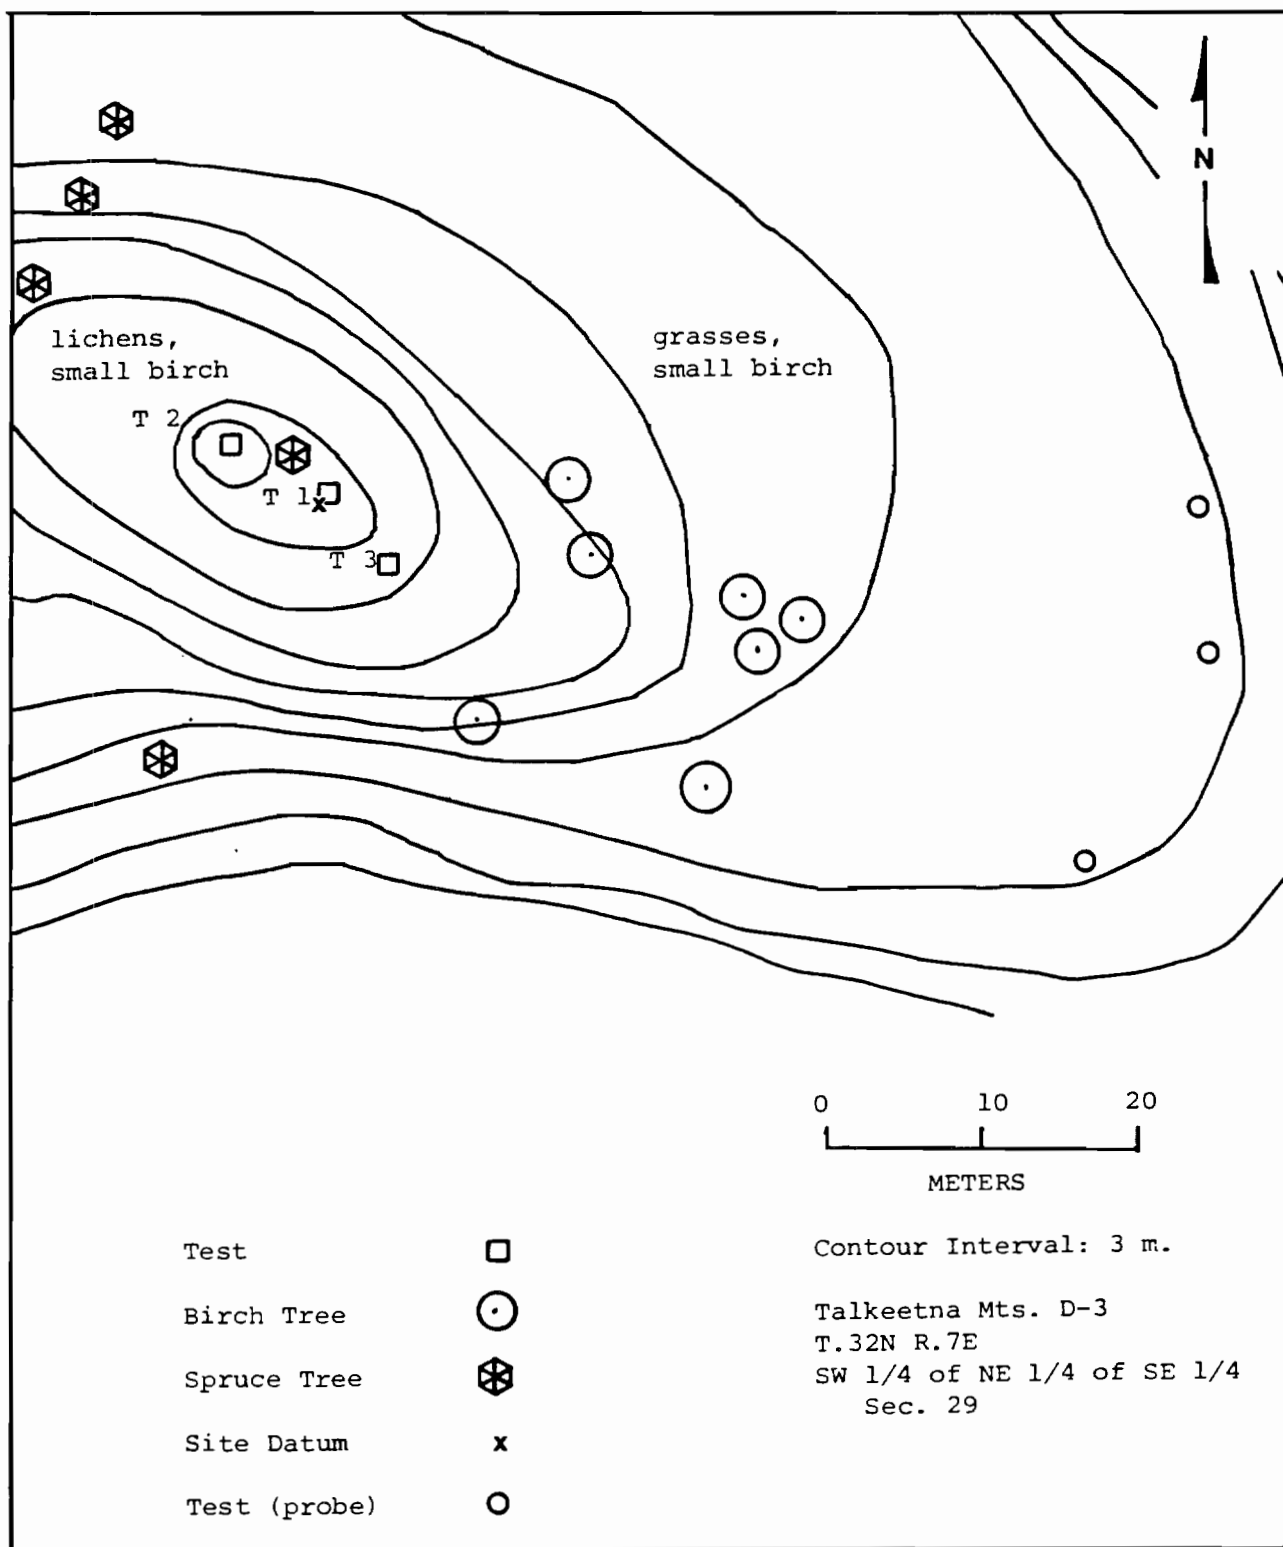 N
lichens,
small birch
grasses,
small birch
T 2
T 1
T 3
0 10 20
METERS
Test
Birch Tree
Spruce Tree
Site Datum x
Test (probe)
Contour Interval: 3 m.
Talkeetna Mts. D-3
T.32N R.7E
SW 1/4 of NE 1/4 of SE 1/4
Sec. 29